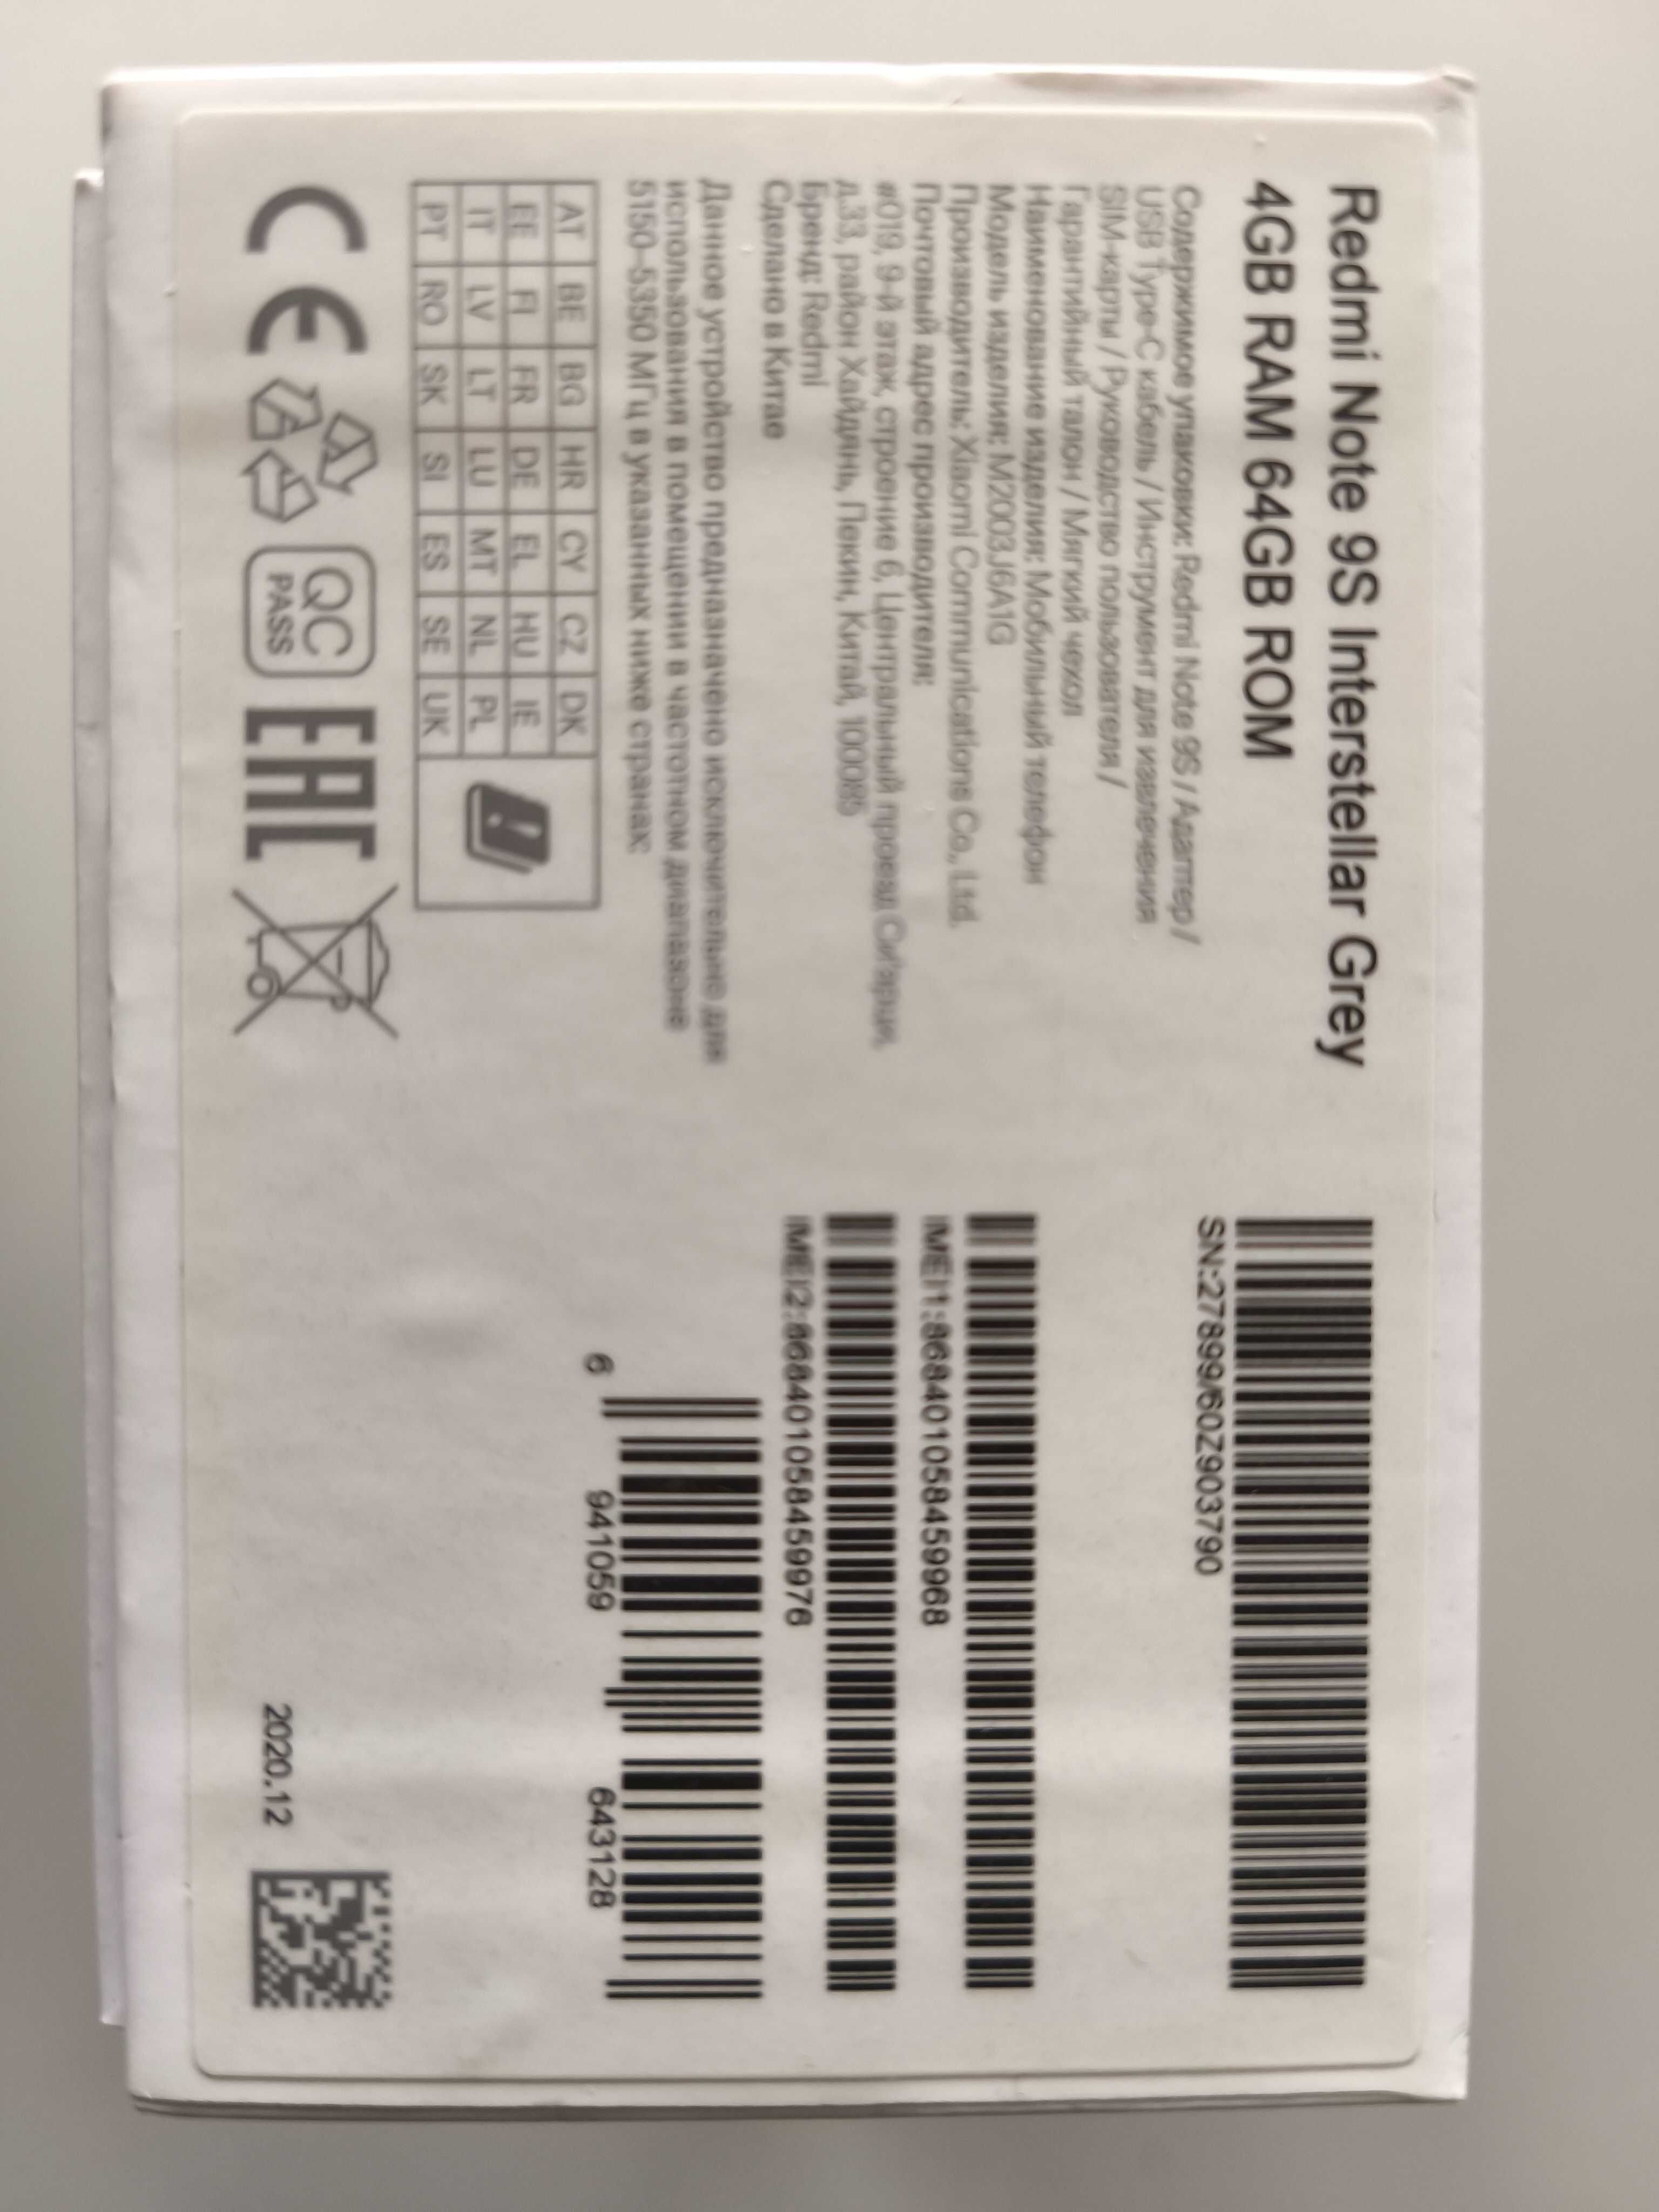 Redmi Note 9S Interstellar Grey
4GB RAM 64GB ROM
Содержимое упаковки: Redmi Note 9S / Адаптер /
USB Type-C кабель / Инструмент для извлечения
SIM-карты / Руководство пользователя /
Гарантийный талон / Мягкий чехол
Наименование изделия: Мобильный телефон
Модель изделия: M2003J6A1G
Производитель: Xiaomi Communications Co., Ltd.
Почтовый адрес производителя:
#019, 9-й этаж, строение 6, Центральный проезд
д.33, район Хайдянь, Пекин, Китай, 100085
Бренд: Redmi
Сделано в Китае
Данное устройство предназначено исключительно для
использования в помещении в частотном диапазоне
5150-5350 МГц в указанных ниже странах:
AT BE BG HR CY CZ DK
EE FI FR DE EL HU IE
IT LV LT LU MT NL PL
PT RO SK SI ES SE UK
CE
QC
PASS
EAC
SN:27899/60Z903790
IMEI1:868401058459968
IMEI2:868401058459976
6 941059 643128
2020.12